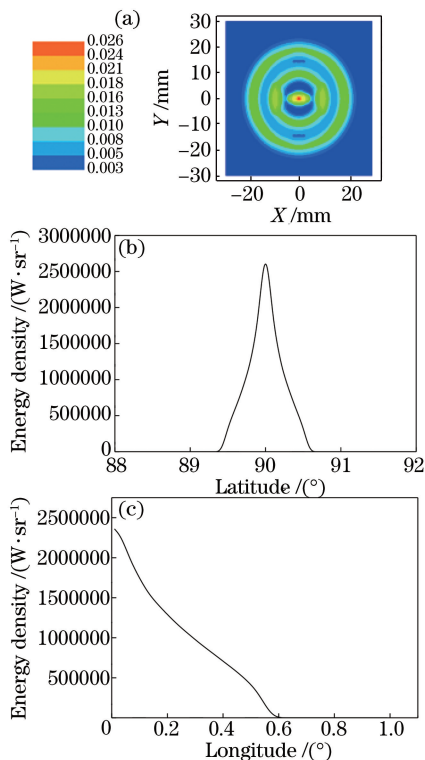 (a)
0.026
0.024
0.021
0.018
0.016
0.013
0.010
0.008
0.005
0.003
30
20
10
0
−10
−20
−30
Y /mm
−20 0 20
X /mm
(b)
3000000
2500000
2000000
1500000
1000000
500000
0
Energy density /(W·sr⁻¹)
88 89 90 91 92
Latitude /(°)
(c)
2500000
2000000
1500000
1000000
500000
Energy density /(W·sr⁻¹)
0 0.2 0.4 0.6 0.8 1.0
Longitude /(°)